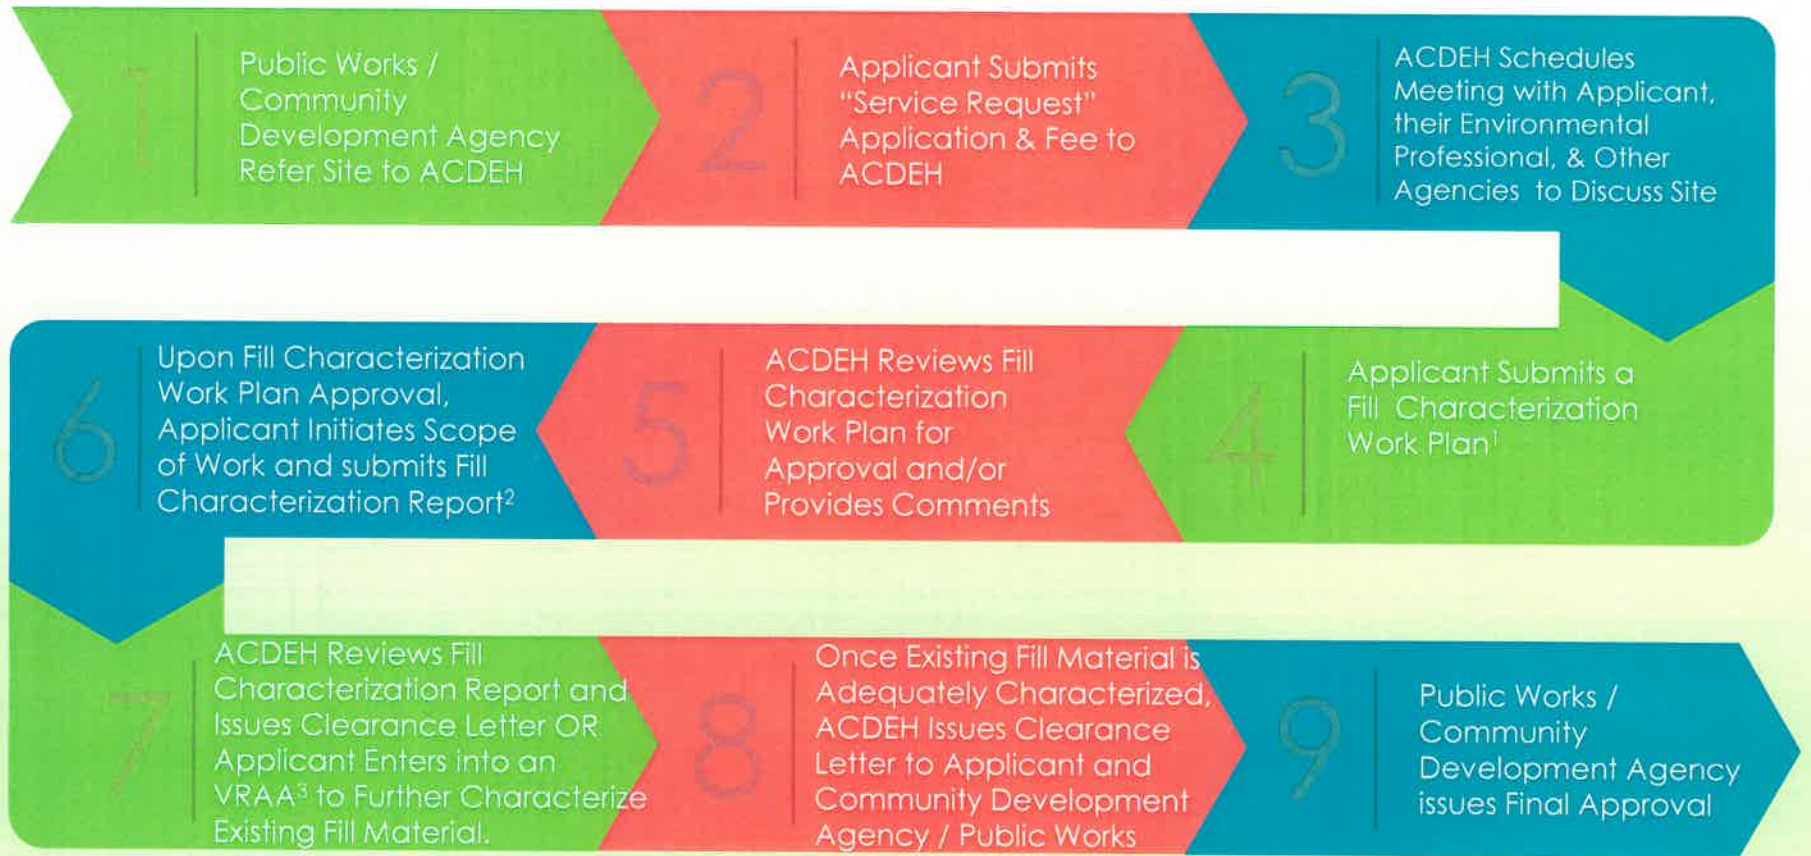 1
Public Works /
Community
Development Agency
Refer Site to ACDEH
2
Applicant Submits
“Service Request”
Application & Fee to
ACDEH
3
ACDEH Schedules
Meeting with Applicant,
their Environmental
Professional, & Other
Agencies to Discuss Site
4
Applicant Submits a
Fill Characterization
Work Plan¹
5
ACDEH Reviews Fill
Characterization
Work Plan for
Approval and/or
Provides Comments
6
Upon Fill Characterization
Work Plan Approval,
Applicant Initiates Scope
of Work and submits Fill
Characterization Report²
7
ACDEH Reviews Fill
Characterization Report and
Issues Clearance Letter OR
Applicant Enters into an
VRAA³ to Further Characterize
Existing Fill Material.
8
Once Existing Fill Material is
Adequately Characterized,
ACDEH Issues Clearance
Letter to Applicant and
Community Development
Agency / Public Works
9
Public Works /
Community
Development Agency
issues Final Approval